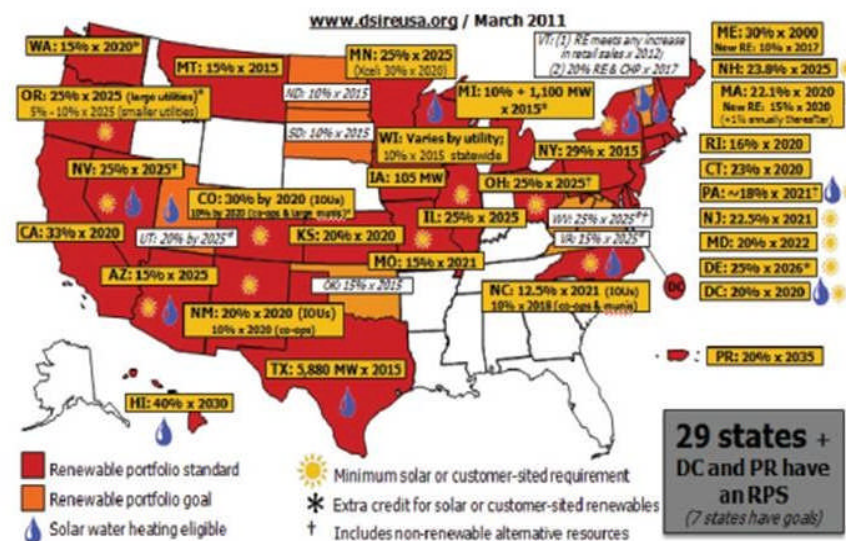 www.dsireusa.org / March 2011
WA: 15% x 2020*
MT: 15% x 2015
MN: 25% x 2025
(Xcel: 30% x 2020)
VT: (1) RE meets any increase
in retail sales x 2012;
(2) 20% RE & CHP x 2017
ME: 30% x 2000
New RE: 10% x 2017
NH: 23.8% x 2025
MA: 22.1% x 2020
New RE: 15% x 2020
(+1% annually thereafter)
RI: 16% x 2020
CT: 23% x 2020
PA: ~18% x 2021†
NJ: 22.5% x 2021
MD: 20% x 2022
DE: 25% x 2026*
DC: 20% x 2020
OR: 25% x 2025 (large utilities)*
5% - 10% x 2025 (smaller utilities)
ND: 10% x 2015
SD: 10% x 2015
MI: 10% + 1,100 MW
x 2015*
WI: Varies by utility;
10% x 2015 statewide
NY: 29% x 2015
NV: 25% x 2025*
IA: 105 MW
OH: 25% x 2025†
CO: 30% by 2020 (IOUs)
10% by 2020 (co-ops & large munis)*
IL: 25% x 2025
WV: 25% x 2025*†
VA: 15% x 2025*
CA: 33% x 2020
UT: 20% by 2025*
KS: 20% x 2020
MO: 15% x 2021
AZ: 15% x 2025
OK: 15% x 2015
NC: 12.5% x 2021 (IOUs)
10% x 2018 (co-ops & munis)
DC
NM: 20% x 2020 (IOUs)
10% x 2020 (co-ops)
TX: 5,880 MW x 2015
PR: 20% x 2035
HI: 40% x 2030
Renewable portfolio standard
Renewable portfolio goal
Solar water heating eligible
Minimum solar or customer-sited requirement
* Extra credit for solar or customer-sited renewables
† Includes non-renewable alternative resources
29 states +
DC and PR have
an RPS
(7 states have goals)